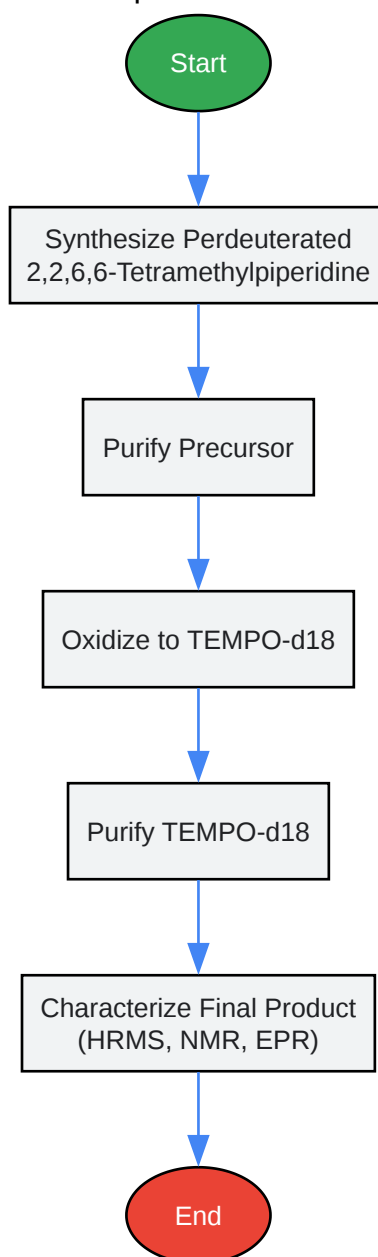 Start
Synthesize Perdeuterated
2,2,6,6-Tetramethylpiperidine
Purify Precursor
Oxidize to TEMPO-d18
Purify TEMPO-d18
Characterize Final Product
(HRMS, NMR, EPR)
End